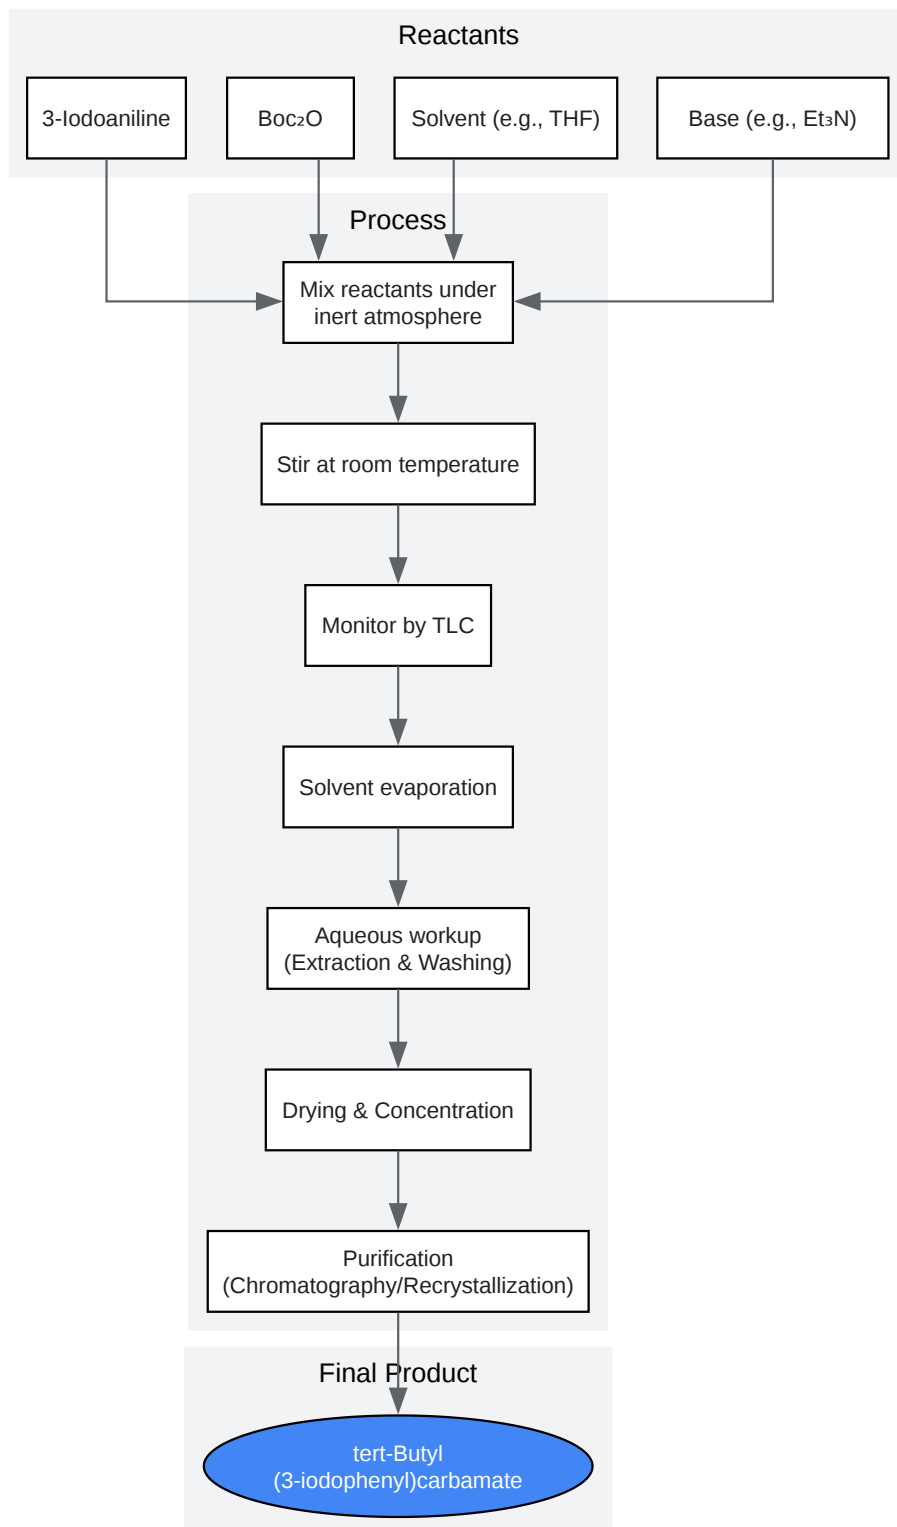 Reactants
3-Iodoaniline
Boc₂O
Solvent (e.g., THF)
Base (e.g., Et₃N)
Process
Mix reactants under
inert atmosphere
Stir at room temperature
Monitor by TLC
Solvent evaporation
Aqueous workup
(Extraction & Washing)
Drying & Concentration
Purification
(Chromatography/Recrystallization)
Final Product
tert-Butyl
(3-iodophenyl)carbamate